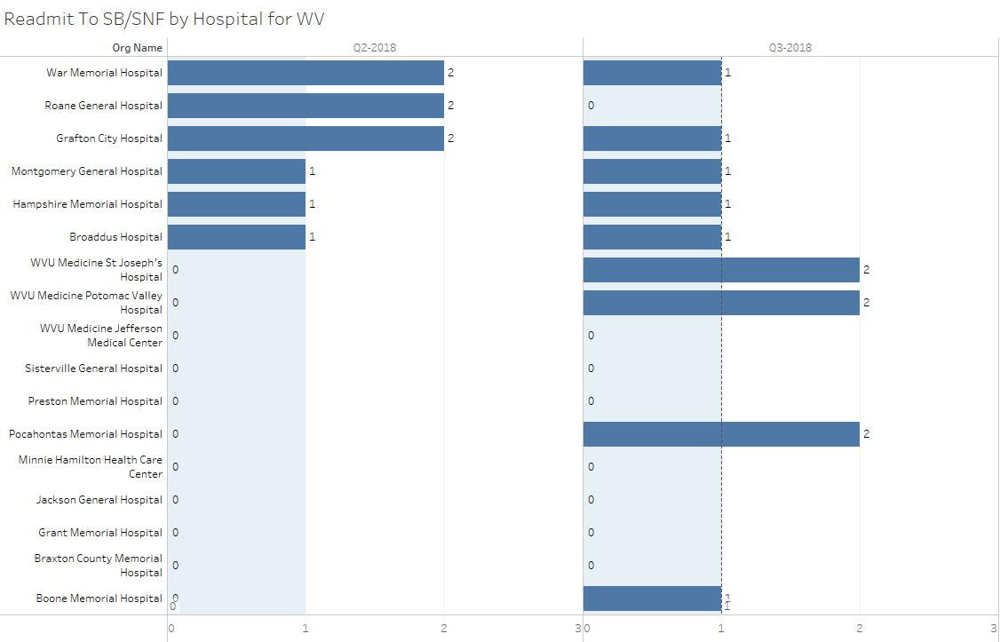 Readmit To SB/SNF by Hospital for WV
Org Name Q2-2018 Q3-2018
War Memorial Hospital 2 1
Roane General Hospital 2 0
Grafton City Hospital 2 1
Montgomery General Hospital 1 1
Hampshire Memorial Hospital 1 1
Broaddus Hospital 1 1
WVU Medicine St Joseph's
Hospital 0 2
WVU Medicine Potomac Valley
Hospital 0 2
WVU Medicine Jefferson
Medical Center 0 0
Sisterville General Hospital 0 0
Preston Memorial Hospital 0 0
Pocahontas Memorial Hospital 0 2
Minnie Hamilton Health Care
Center 0 0
Jackson General Hospital 0 0
Grant Memorial Hospital 0 0
Braxton County Memorial
Hospital 0 0
Boone Memorial Hospital 0 1
0 1
0 1 2 3 0 1 2 3